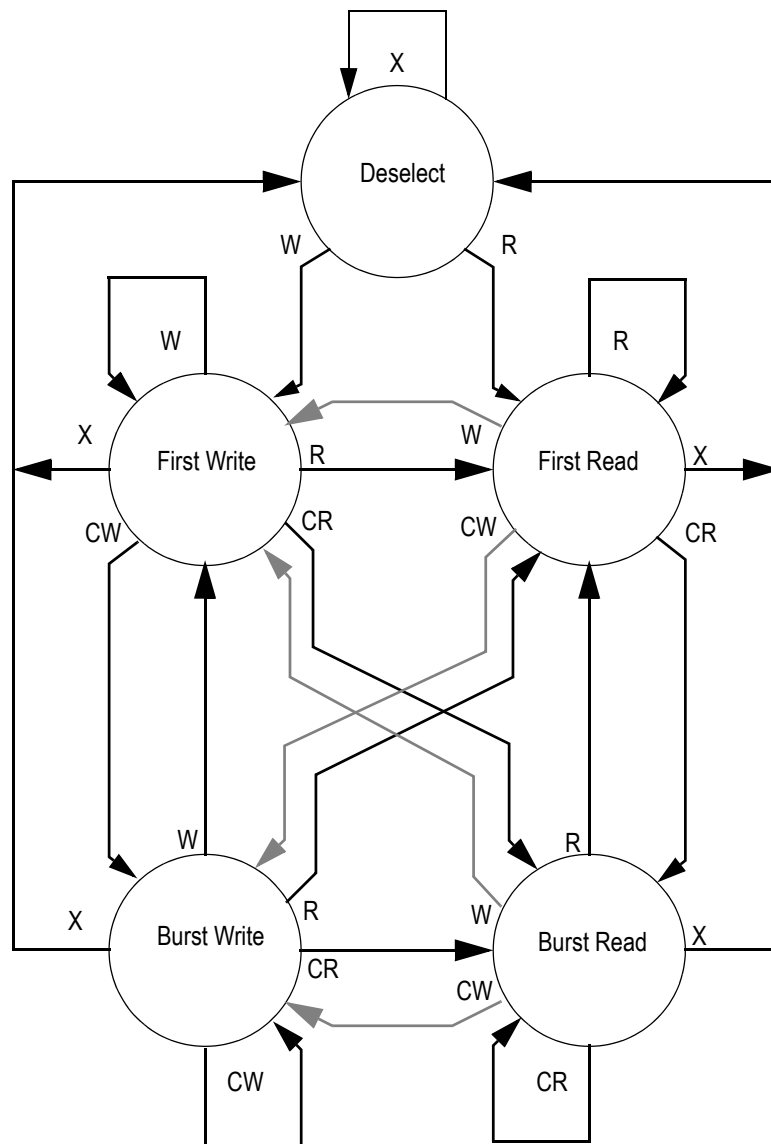 X
Deselect
W
R
W
R
X
W
First Write
R
First Read
X
CW
CR
CW
CR
W
R
X
R
W
Burst Write
Burst Read
X
CR
CW
CW
CR